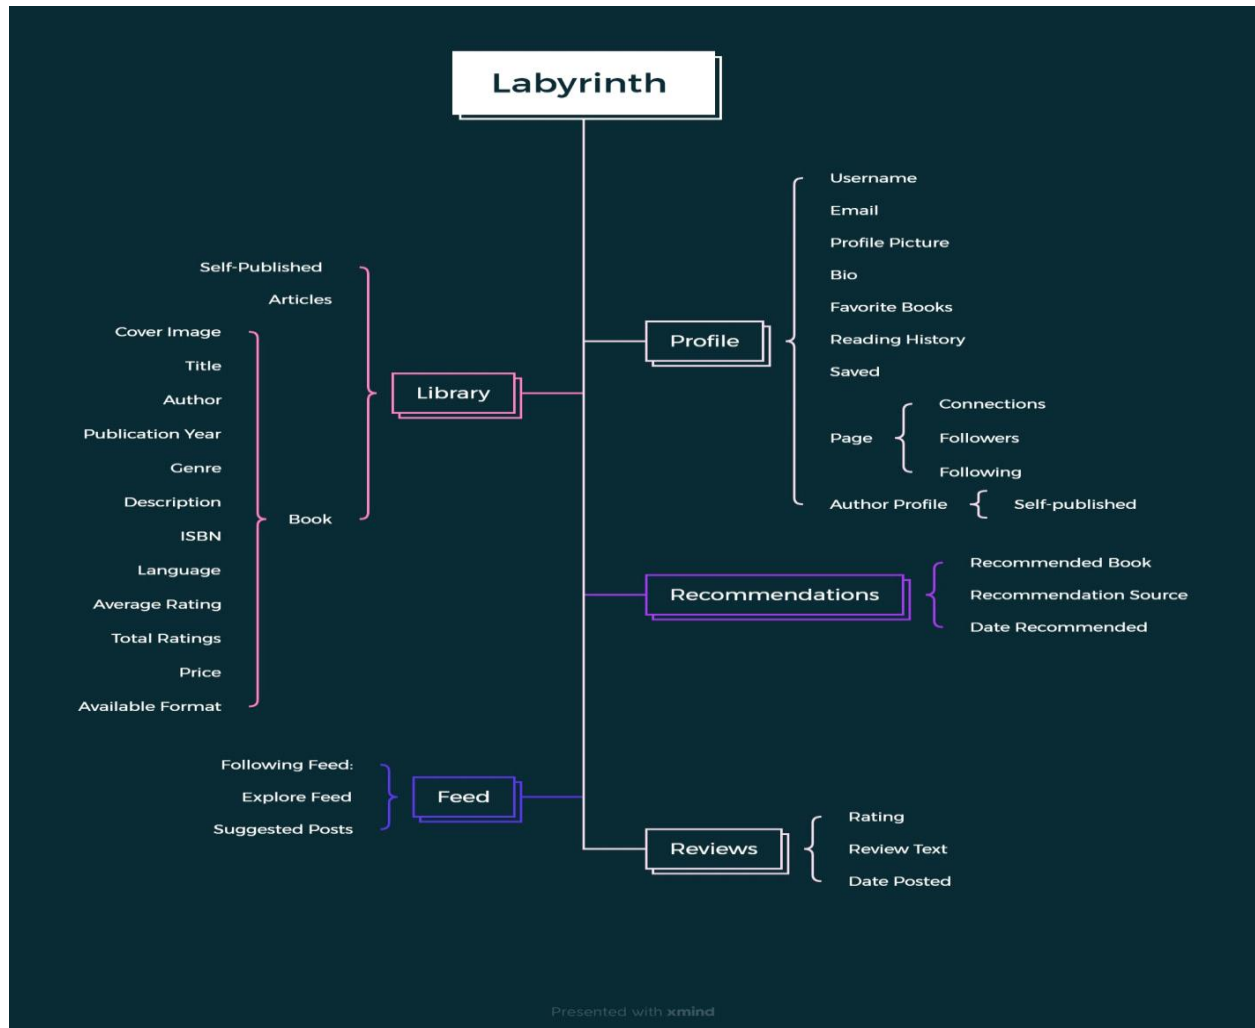 Labyrinth
Self-Published
Articles
Library
Cover Image
Title
Author
Publication Year
Genre
Description
ISBN
Language
Average Rating
Total Ratings
Price
Available Format
Book
Following Feed:
Explore Feed
Suggested Posts
Feed
Profile
Username
Email
Profile Picture
Bio
Favorite Books
Reading History
Saved
Page
Connections
Followers
Following
Author Profile
Self-published
Recommendations
Recommended Book
Recommendation Source
Date Recommended
Reviews
Rating
Review Text
Date Posted
Presented with xmind